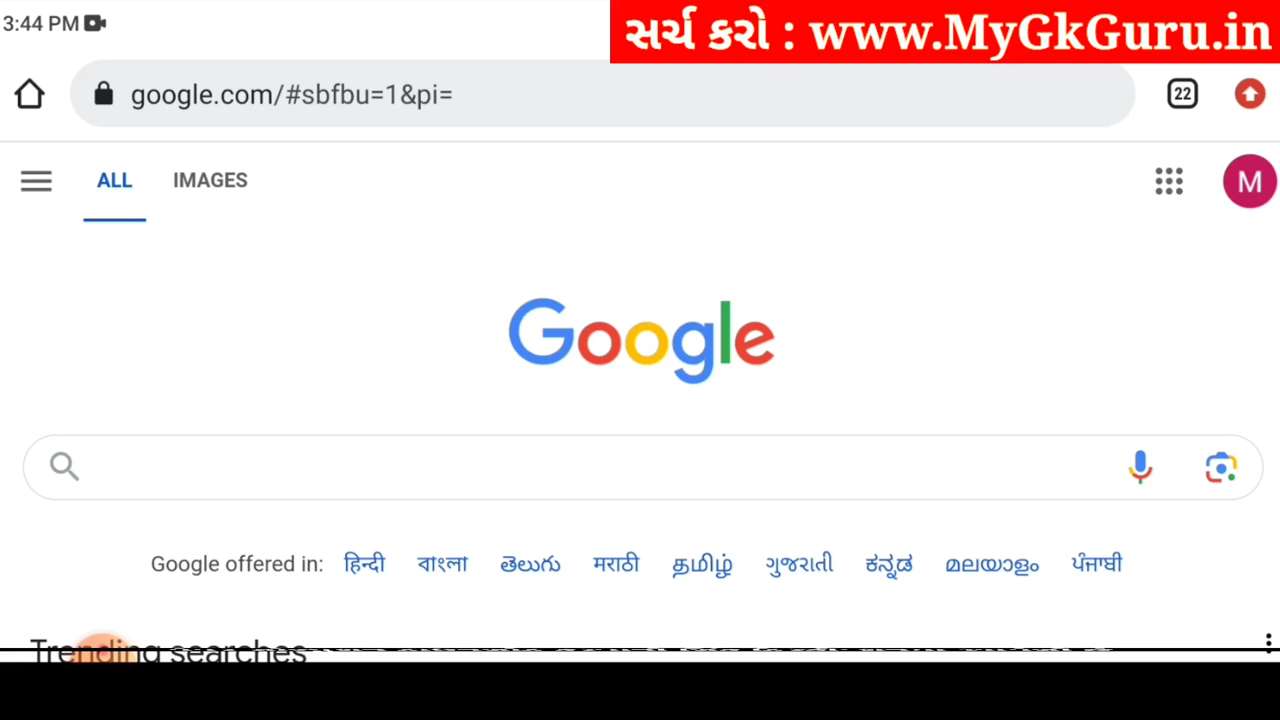 3:44 PM
સર્ચ કરો : www.MyGkGuru.in
google.com/#sbfbu=1&pi=
22
ALL IMAGES
M
Google
Google offered in: हिन्दी বাংলা తెలుగు मराठी தமிழ் ગુજરાતી ಕನ್ನಡ മലയാളം ਪੰਜਾਬੀ
Trending searches